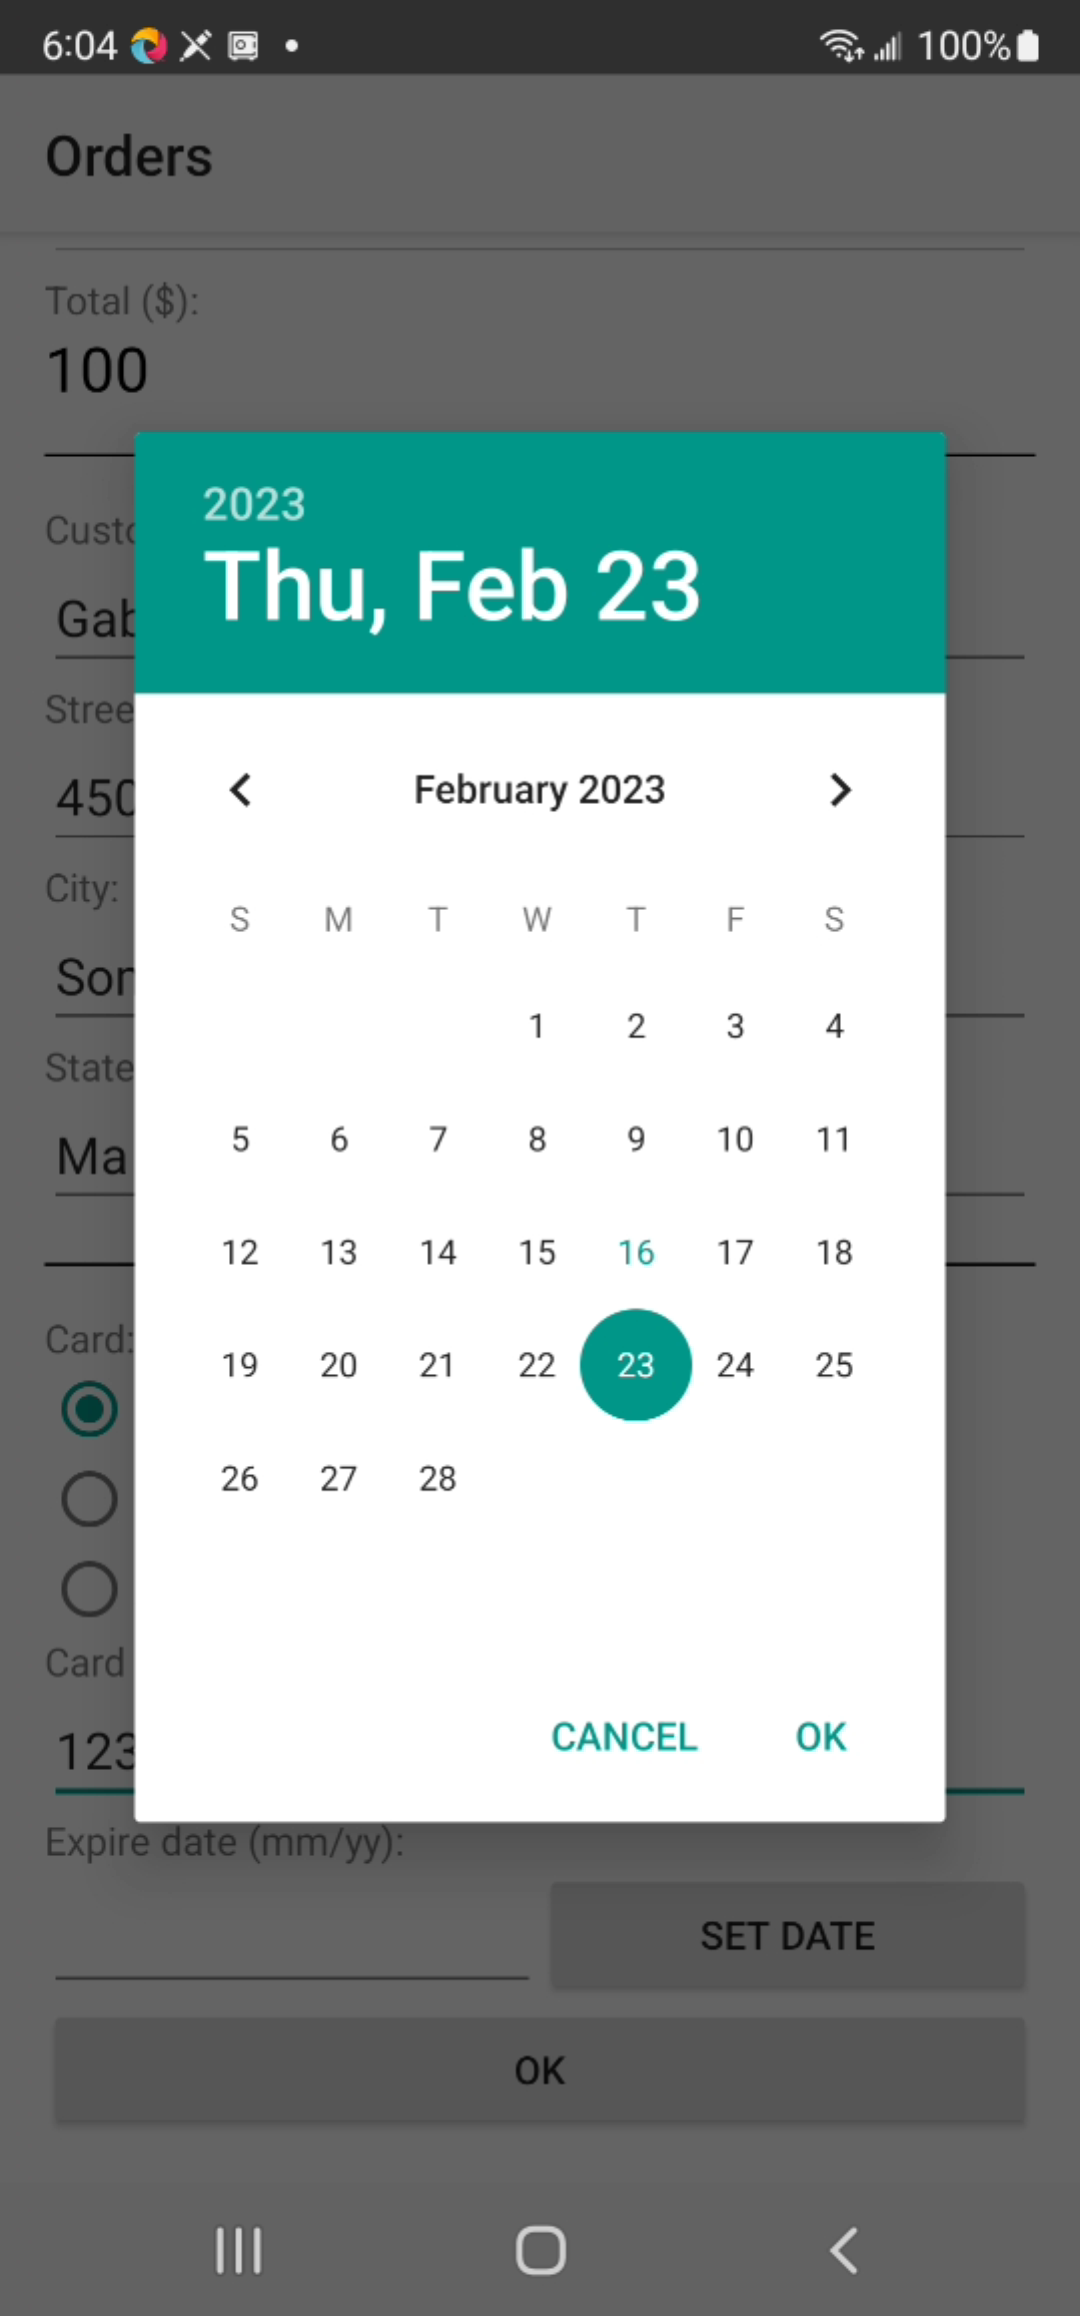 6:04 100%
Orders
Total ($):
100
2023
Thu, Feb 23
February 2023
S M T W T F S
1 2 3 4
5 6 7 8 9 10 11
12 13 14 15 16 17 18
19 20 21 22 23 24 25
26 27 28
CANCEL OK
Custo
Gab
Stree
450
City:
Som
State
Ma
Card:
Card
123
Expire date (mm/yy):
SET DATE
OK